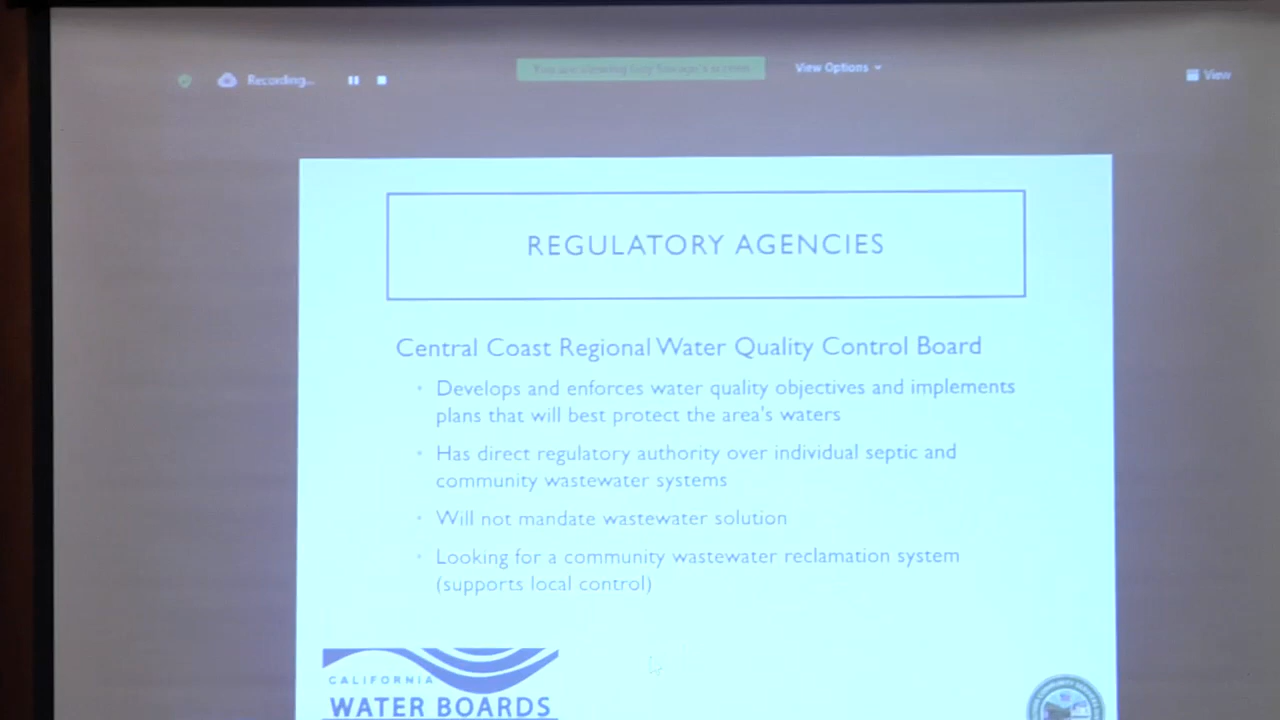 Recording...
View Options
View
REGULATORY AGENCIES
Central Coast Regional Water Quality Control Board
• Develops and enforces water quality objectives and implements
plans that will best protect the area's waters
• Has direct regulatory authority over individual septic and
community wastewater systems
• Will not mandate wastewater solution
• Looking for a community wastewater reclamation system
(supports local control)
CALIFORNIA
WATER BOARDS
COMMUNITY SERVICES